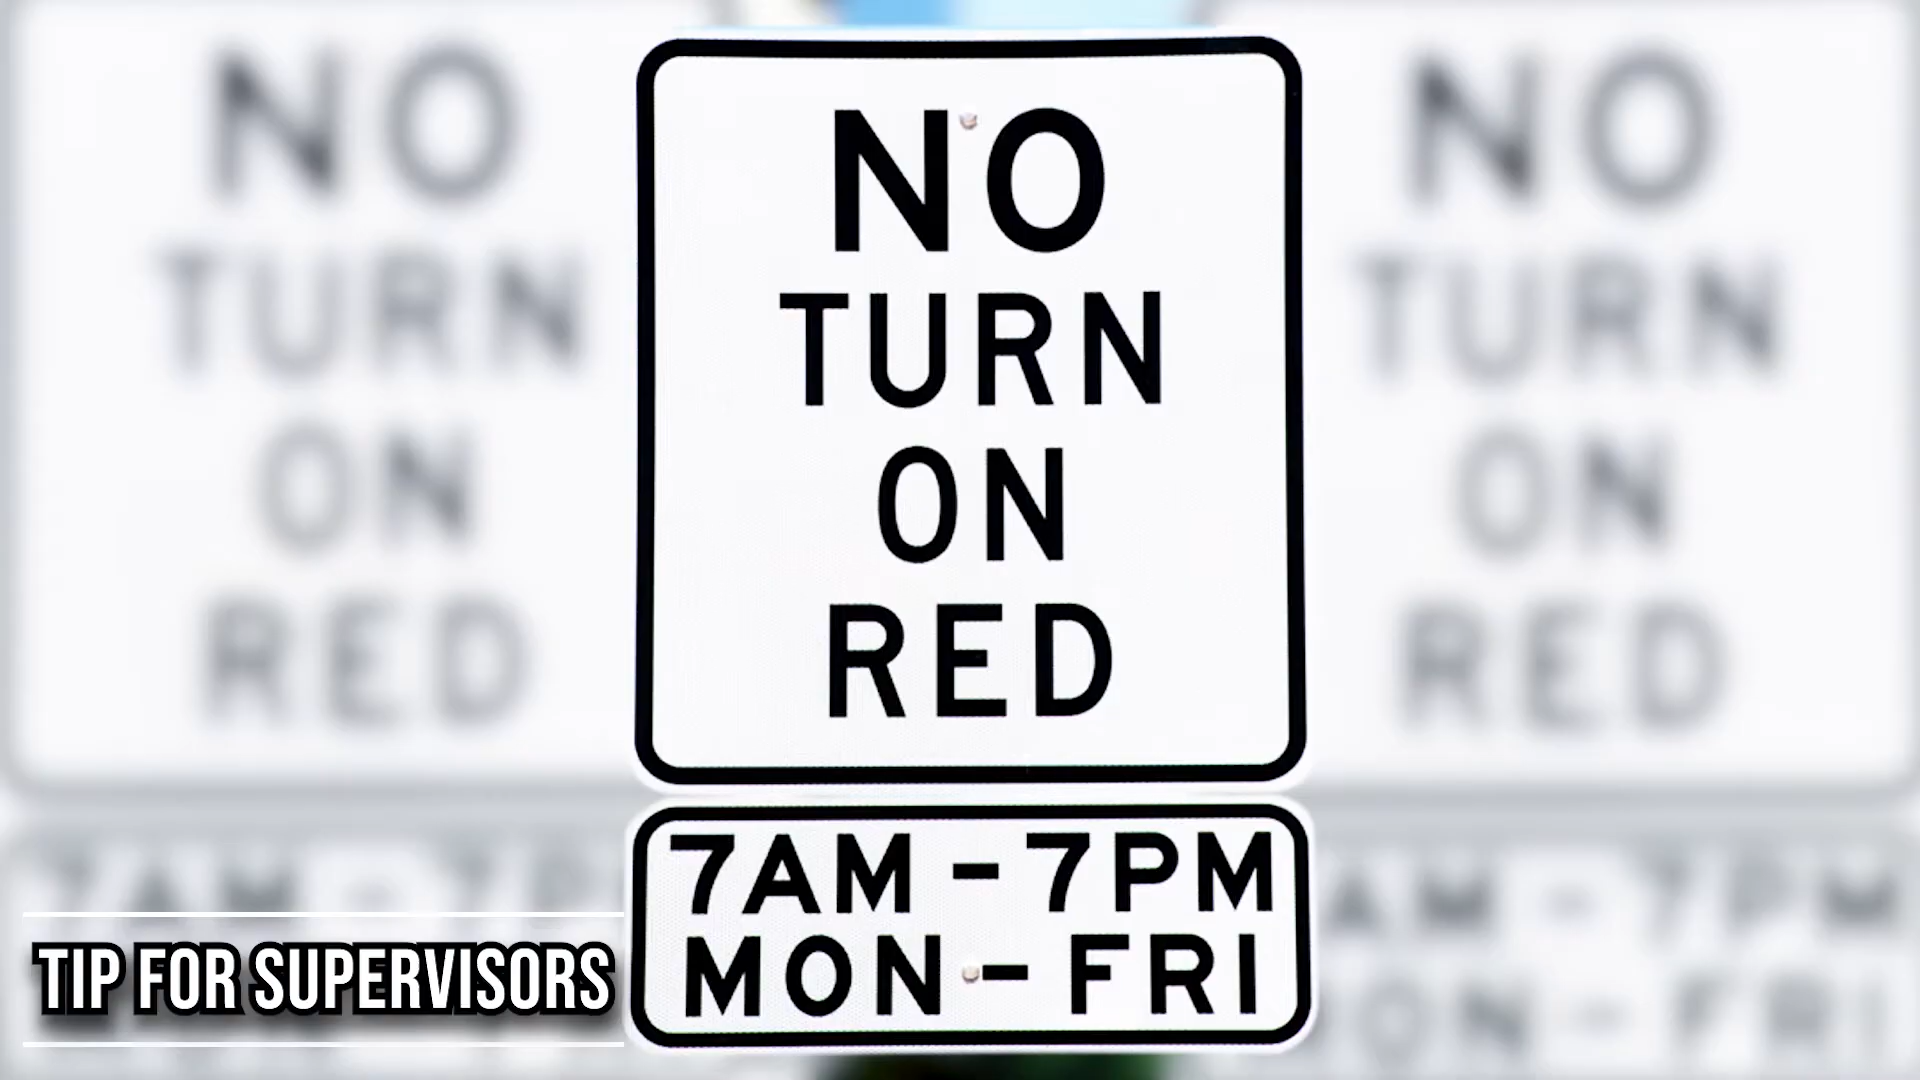 NO
TURN
ON
RED
7AM - 7PM
MON - FRI
TIP FOR SUPERVISORS